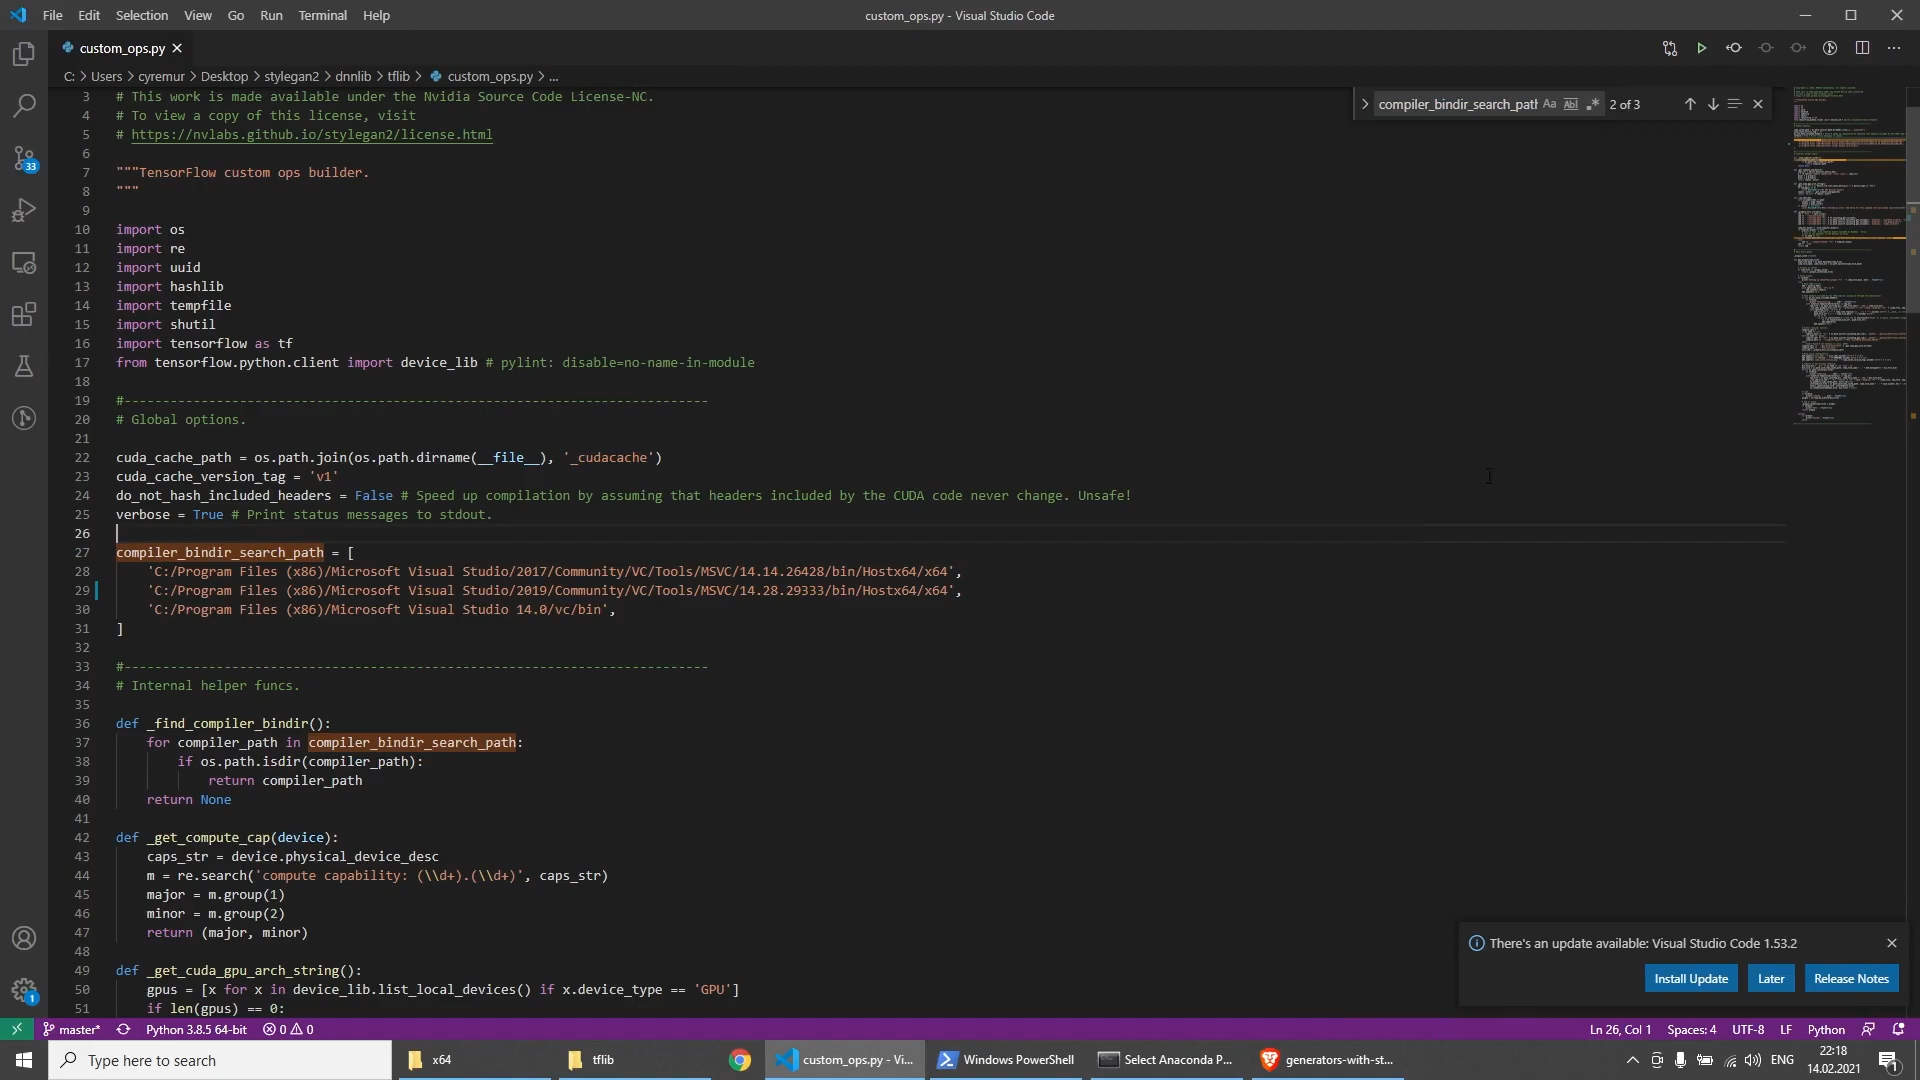 File Edit Selection View Go Run Terminal Help
custom_ops.py - Visual Studio Code
custom_ops.py
C: > Users > cyremur > Desktop > stylegan2 > dnnlib > tflib > custom_ops.py > ...
compiler_bindir_search_path Aa Abl .* 2 of 3
3 # This work is made available under the Nvidia Source Code License-NC.
4 # To view a copy of this license, visit
5 # https://nvlabs.github.io/stylegan2/license.html
6
7 """TensorFlow custom ops builder.
8 """
9
10 import os
11 import re
12 import uuid
13 import hashlib
14 import tempfile
15 import shutil
16 import tensorflow as tf
17 from tensorflow.python.client import device_lib # pylint: disable=no-name-in-module
18
19 #----------------------------------------------------------------------------
20 # Global options.
21
22 cuda_cache_path = os.path.join(os.path.dirname(__file__), '_cudacache')
23 cuda_cache_version_tag = 'v1'
24 do_not_hash_included_headers = False # Speed up compilation by assuming that headers included by the CUDA code never change. Unsafe!
25 verbose = True # Print status messages to stdout.
26
27 compiler_bindir_search_path = [
28 'C:/Program Files (x86)/Microsoft Visual Studio/2017/Community/VC/Tools/MSVC/14.14.26428/bin/Hostx64/x64',
29 'C:/Program Files (x86)/Microsoft Visual Studio/2019/Community/VC/Tools/MSVC/14.28.29333/bin/Hostx64/x64',
30 'C:/Program Files (x86)/Microsoft Visual Studio 14.0/vc/bin',
31 ]
32
33 #----------------------------------------------------------------------------
34 # Internal helper funcs.
35
36 def _find_compiler_bindir():
37 for compiler_path in compiler_bindir_search_path:
38 if os.path.isdir(compiler_path):
39 return compiler_path
40 return None
41
42 def _get_compute_cap(device):
43 caps_str = device.physical_device_desc
44 m = re.search('compute capability: (\\d+).(\\d+)', caps_str)
45 major = m.group(1)
46 minor = m.group(2)
47 return (major, minor)
48
49 def _get_cuda_gpu_arch_string():
50 gpus = [x for x in device_lib.list_local_devices() if x.device_type == 'GPU']
51 if len(gpus) == 0:
33
1
There's an update available: Visual Studio Code 1.53.2
Install Update Later Release Notes
master* Python 3.8.5 64-bit 0 0 Ln 26, Col 1 Spaces: 4 UTF-8 LF Python
Type here to search x64 tflib custom_ops.py - Vi... Windows PowerShell Select Anaconda P... generators-with-st... ENG
22:18
14.02.2021
1